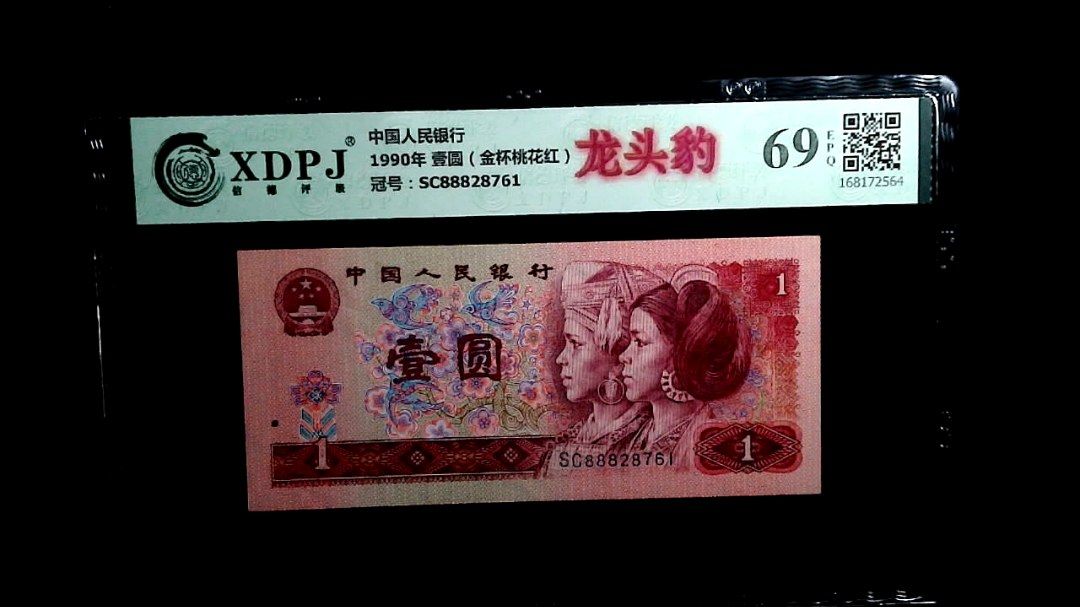 XDPJ®
信德评级
中国人民银行
1990年 壹圆（金杯桃花红）
冠号：SC88828761
龙头豹
69
EPQ
168172564
中国人民银行
1
壹圆
1
SC88828761
1